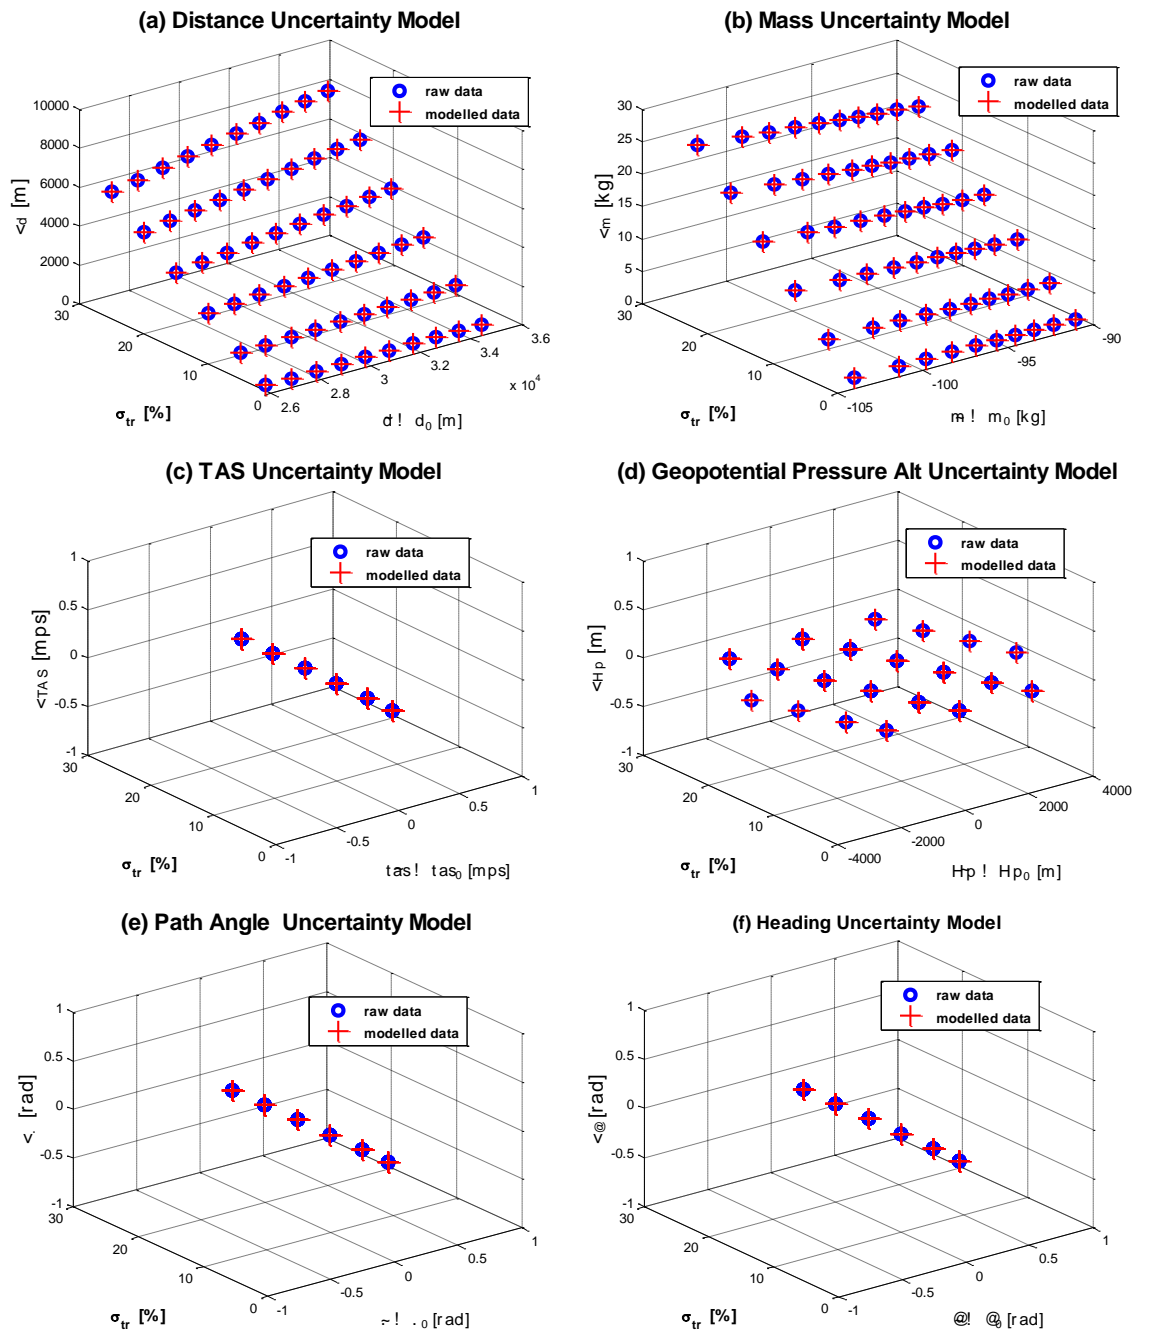 (a) Distance Uncertainty Model
raw data
modelled data
10000
8000
6000
4000
2000
0
<d [m]
30
20
10
0
σtr [%]
2.6
2.8
3
3.2
3.4
3.6
x 10^4
d̃! d0 [m]
(b) Mass Uncertainty Model
raw data
modelled data
30
25
20
15
10
5
0
<m [kg]
30
20
10
0
σtr [%]
-105
-100
-95
-90
m̃! m0 [kg]
(c) TAS Uncertainty Model
raw data
modelled data
1
0.5
0
-0.5
-1
<TAS [mps]
30
20
10
0
σtr [%]
-1
-0.5
0
0.5
1
tas! tas0 [mps]
(d) Geopotential Pressure Alt Uncertainty Model
raw data
modelled data
1
0.5
0
-0.5
-1
<Hp [m]
30
20
10
0
σtr [%]
-4000
-2000
0
2000
4000
Hp! Hp0 [m]
(e) Path Angle Uncertainty Model
raw data
modelled data
1
0.5
0
-0.5
-1
<. [rad]
30
20
10
0
σtr [%]
-1
-0.5
0
0.5
1
.~! .0 [rad]
(f) Heading Uncertainty Model
raw data
modelled data
1
0.5
0
-0.5
-1
<@ [rad]
30
20
10
0
σtr [%]
-1
-0.5
0
0.5
1
@! @0 [rad]